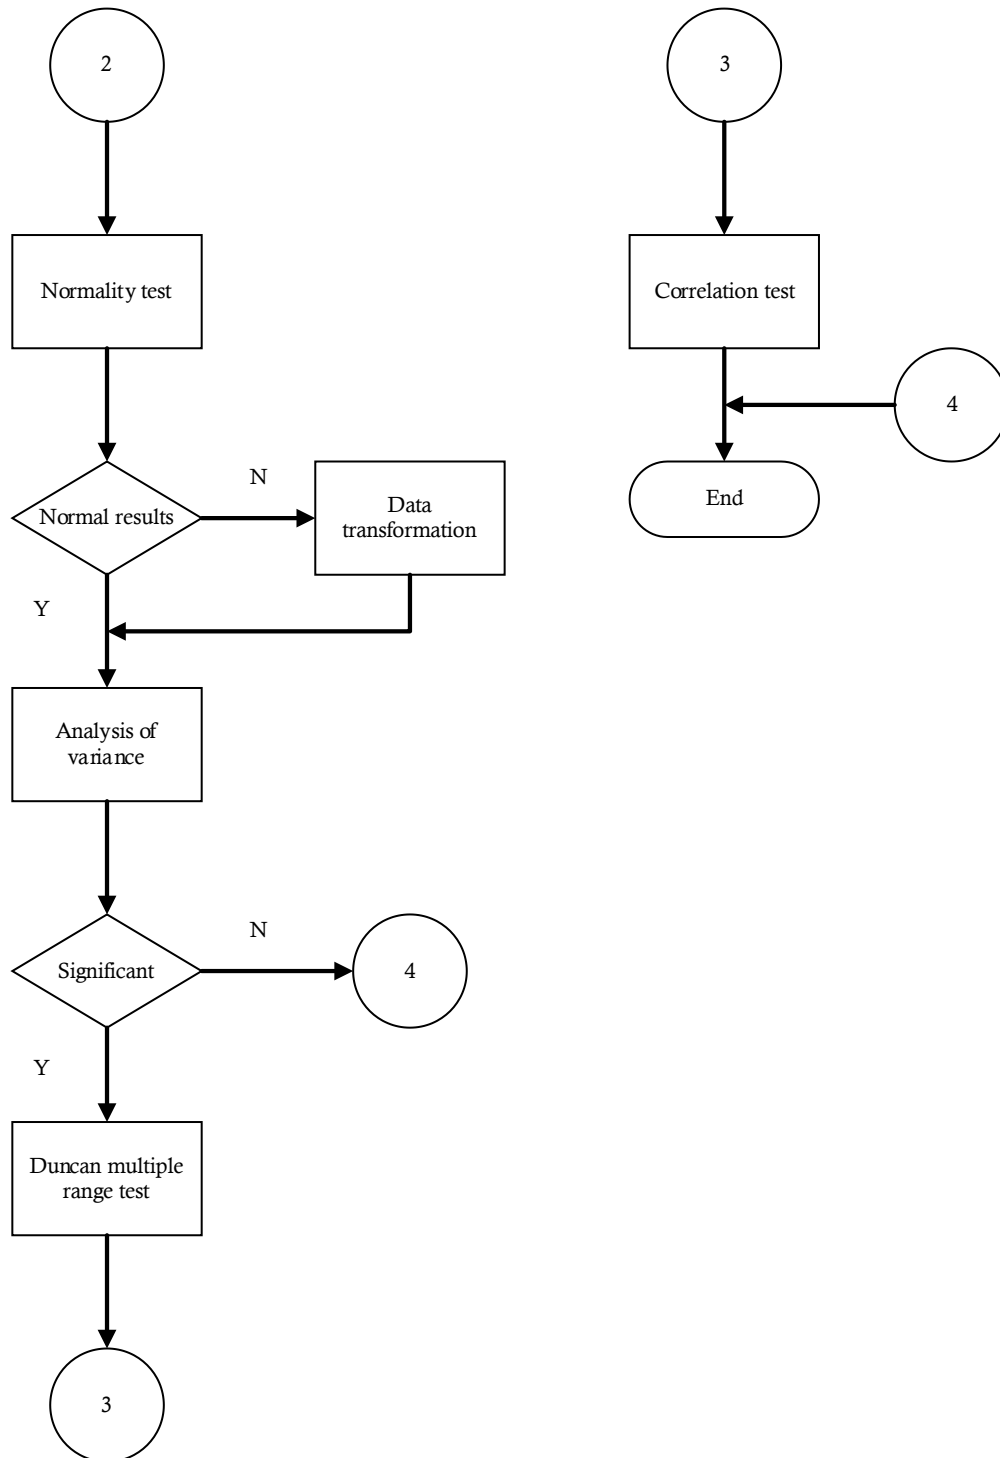 2
Normality test
Normal results
N
Data
transformation
Y
Analysis of
variance
Significant
N
4
Y
Duncan multiple
range test
3
3
Correlation test
4
End